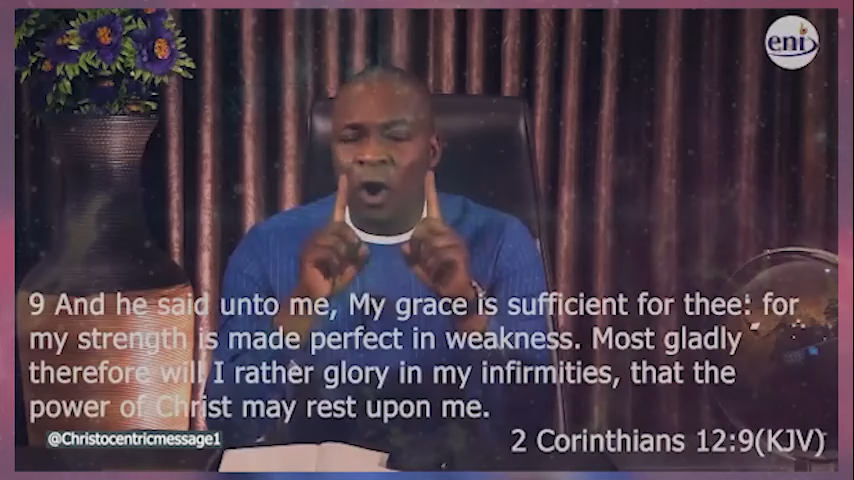 eni
9 And he said unto me, My grace is sufficient for thee: for
my strength is made perfect in weakness. Most gladly
therefore will I rather glory in my infirmities, that the
power of Christ may rest upon me.
@Christocentricmessage1
2 Corinthians 12:9(KJV)